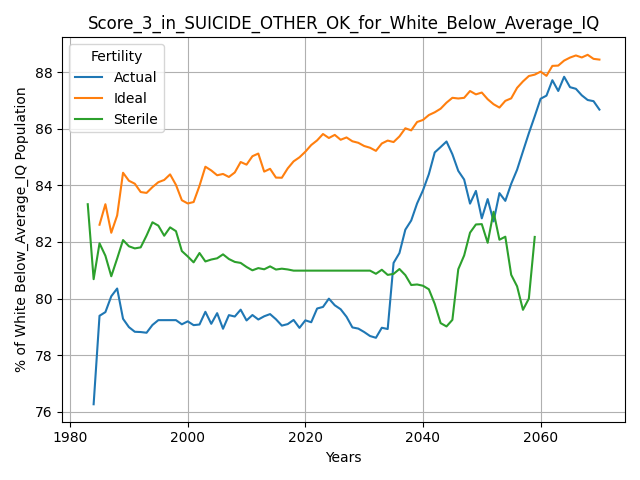 Score_3_in_SUICIDE_OTHER_OK_for_White_Below_Average_IQ
Fertility
Actual
Ideal
Sterile
% of White Below_Average_IQ Population
88
86
84
82
80
78
76
1980
2000
2020
2040
2060
Years